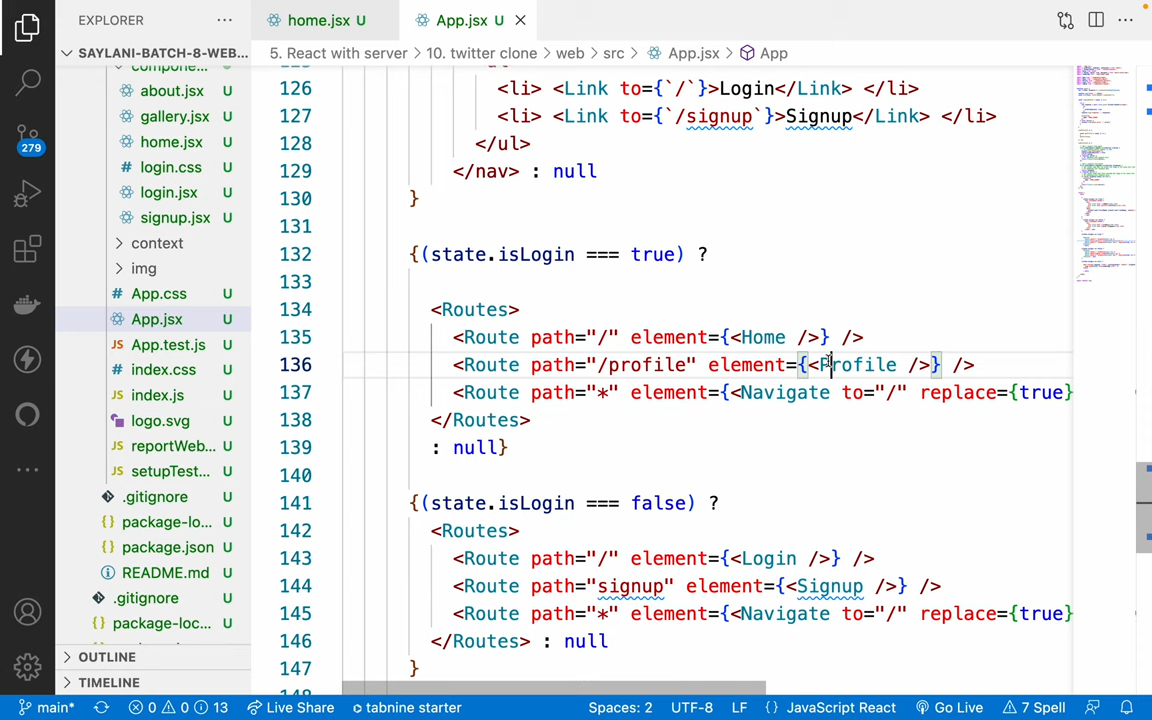 EXPLORER
home.jsx U
App.jsx U
SAYLANI-BATCH-8-WEB...
5. React with server > 10. twitter clone > web > src > App.jsx > App
about.jsx U
gallery.jsx U
home.jsx U
login.css U
login.jsx U
signup.jsx U
context
img
App.css U
App.jsx U
App.test.js U
index.css U
index.js U
logo.svg U
reportWeb... U
setupTest... U
.gitignore U
package-lo... U
package.json U
README.md U
.gitignore U
package-loc... U
OUTLINE
TIMELINE
279
126 <li> <Link to={`/`}>Login</Link> </li>
127 <li> <Link to={`/signup`}>Signup</Link> </li>
128 </ul>
129 </nav> : null
130 }
131
132 {(state.isLogin === true) ?
133
134 <Routes>
135 <Route path="/" element={<Home />} />
136 <Route path="/profile" element={<Profile />} />
137 <Route path="*" element={<Navigate to="/" replace={true}
138 </Routes>
139 : null}
140
141 {(state.isLogin === false) ?
142 <Routes>
143 <Route path="/" element={<Login />} />
144 <Route path="signup" element={<Signup />} />
145 <Route path="*" element={<Navigate to="/" replace={true}
146 </Routes> : null
147 }
main* 0 0 13 Live Share tabnine starter Spaces: 2 UTF-8 LF {} JavaScript React Go Live 7 Spell